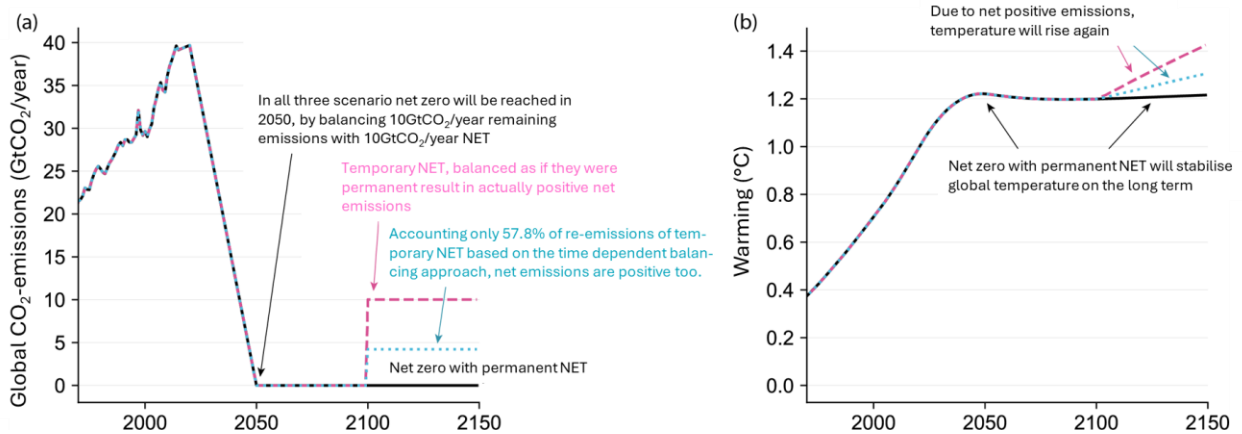 (a)
Global CO₂-emissions (GtCO₂/year)
40
35
30
25
20
15
10
5
0
In all three scenario net zero will be reached in
2050, by balancing 10GtCO₂/year remaining
emissions with 10GtCO₂/year NET
Temporary NET, balanced as if they were
permanent result in actually positive net
emissions
Accounting only 57.8% of re-emissions of tem-
porary NET based on the time dependent balan-
cing approach, net emissions are positive too.
Net zero with permanent NET
2000
2050
2100
2150
(b)
Warming (°C)
1.4
1.2
1.0
0.8
0.6
0.4
0.2
0.0
Due to net positive emissions,
temperature will rise again
Net zero with permanent NET will stabilise
global temperature on the long term
2000
2050
2100
2150